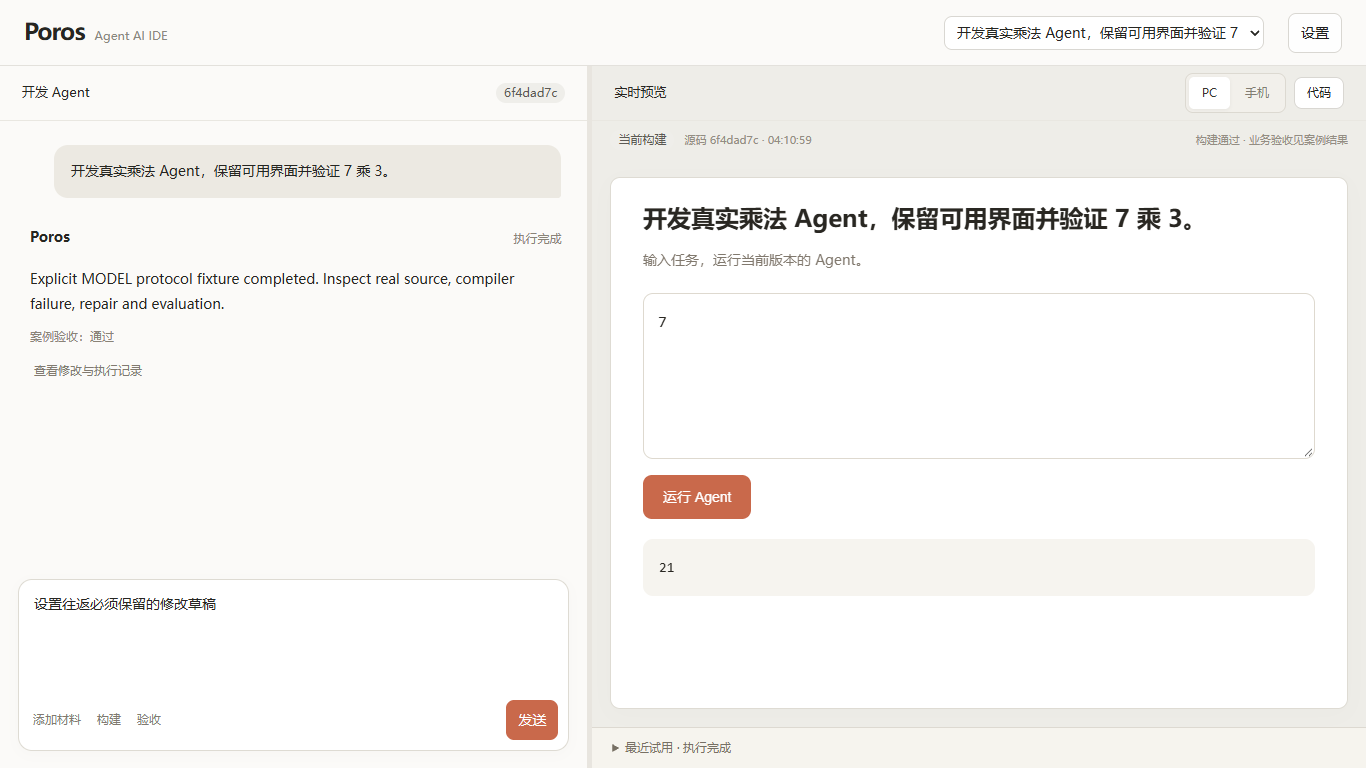 Poros Agent AI IDE
开发真实乘法 Agent，保留可用界面并验证 7
设置
开发 Agent
6f4dad7c
开发真实乘法 Agent，保留可用界面并验证 7 乘 3。
Poros
执行完成
Explicit MODEL protocol fixture completed. Inspect real source, compiler
failure, repair and evaluation.
案例验收：通过
查看修改与执行记录
设置往返必须保留的修改草稿
添加材料 构建 验收
发送
实时预览
PC 手机 代码
当前构建 源码 6f4dad7c · 04:10:59
构建通过 · 业务验收见案例结果
开发真实乘法 Agent，保留可用界面并验证 7 乘 3。
输入任务，运行当前版本的 Agent。
7
运行 Agent
21
▶ 最近试用 · 执行完成